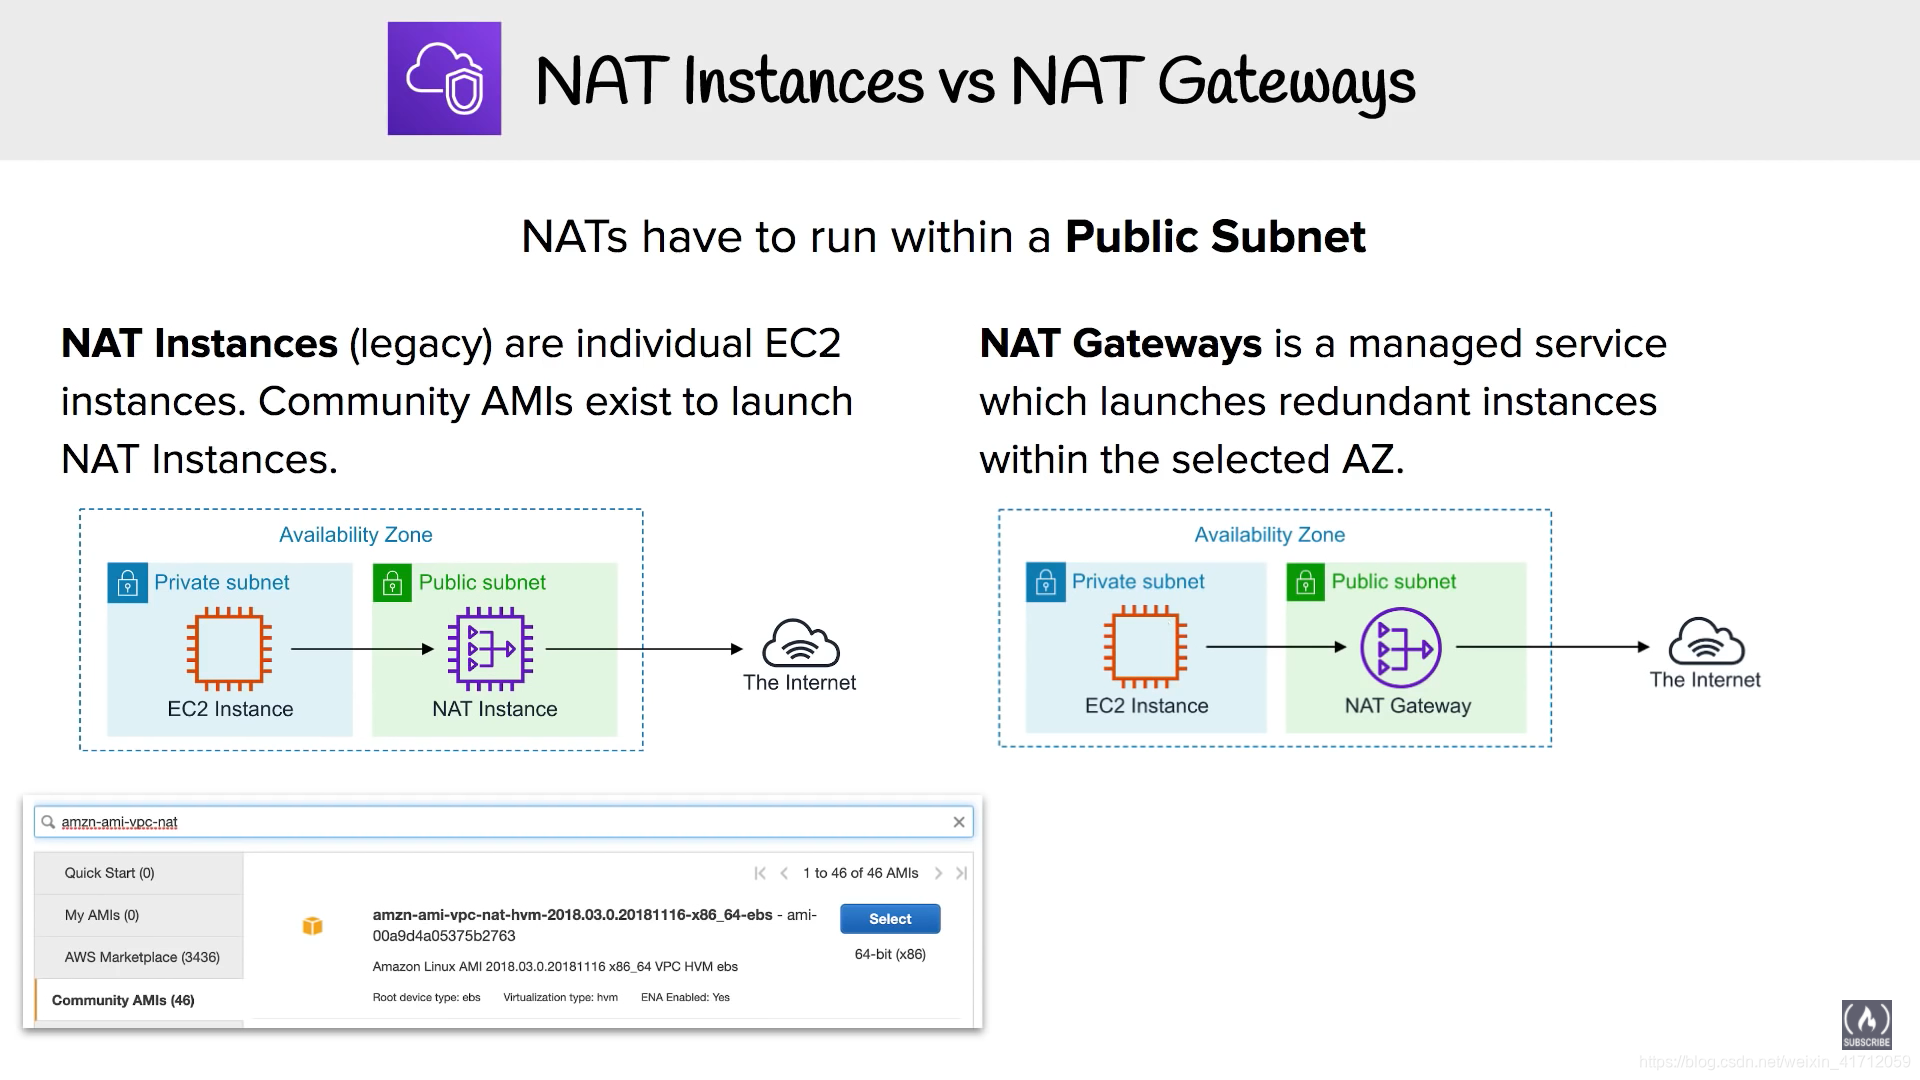 NAT Instances vs NAT Gateways
NATs have to run within a Public Subnet
NAT Instances (legacy) are individual EC2
instances. Community AMIs exist to launch
NAT Instances.
Availability Zone
Private subnet
Public subnet
EC2 Instance
NAT Instance
The Internet
NAT Gateways is a managed service
which launches redundant instances
within the selected AZ.
Availability Zone
Private subnet
Public subnet
EC2 Instance
NAT Gateway
The Internet
amzn-ami-vpc-nat
Quick Start (0)
My AMIs (0)
AWS Marketplace (3436)
Community AMIs (46)
1 to 46 of 46 AMIs
amzn-ami-vpc-nat-hvm-2018.03.0.20181116-x86_64-ebs - ami-
00a9d4a05375b2763
Amazon Linux AMI 2018.03.0.20181116 x86_64 VPC HVM ebs
Root device type: ebs Virtualization type: hvm ENA Enabled: Yes
Select
64-bit (x86)
SUBSCRIBE
https://blog.csdn.net/weixin_41712059